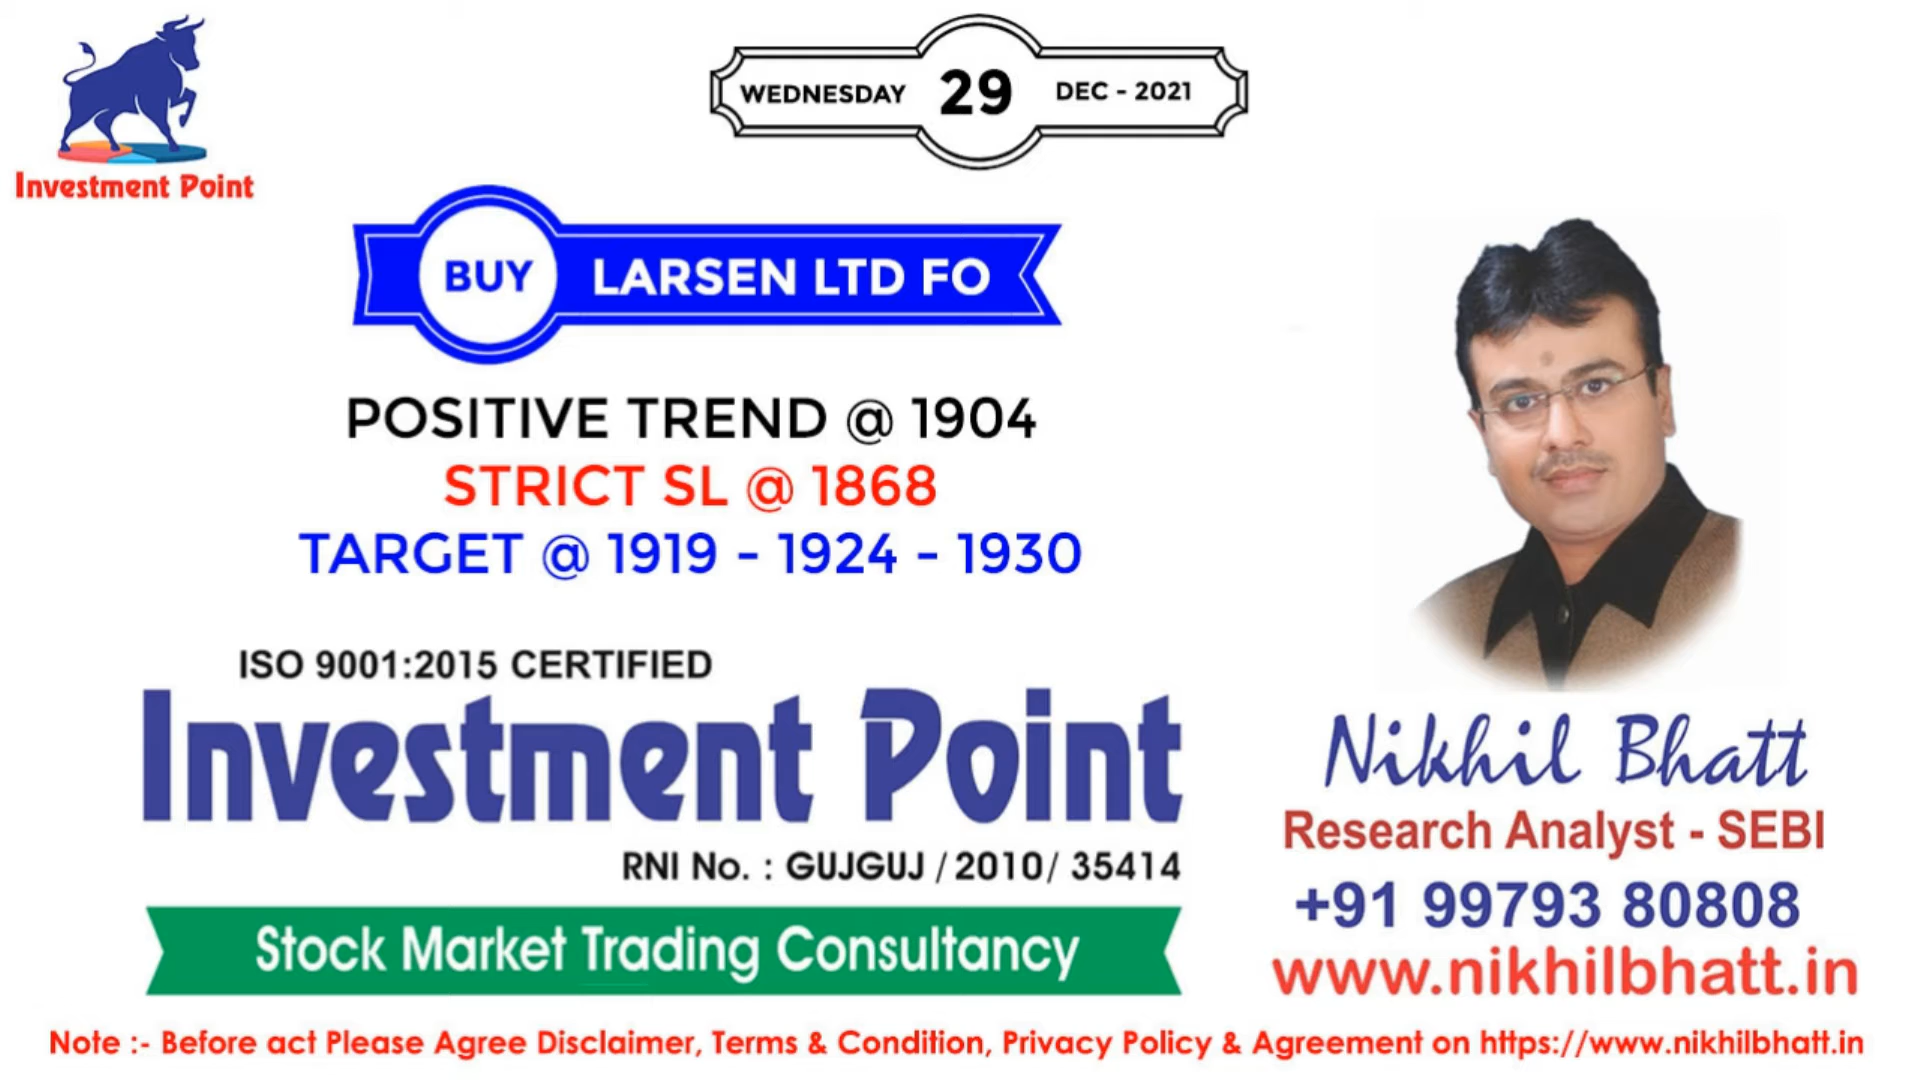 Investment Point
WEDNESDAY 29 DEC - 2021
BUY LARSEN LTD FO
POSITIVE TREND @ 1904
STRICT SL @ 1868
TARGET @ 1919 - 1924 - 1930
ISO 9001:2015 CERTIFIED
Investment Point
RNI No. : GUJGUJ / 2010/ 35414
Stock Market Trading Consultancy
Nikhil Bhatt
Research Analyst - SEBI
+91 99793 80808
www.nikhilbhatt.in
Note :- Before act Please Agree Disclaimer, Terms & Condition, Privacy Policy & Agreement on https://www.nikhilbhatt.in